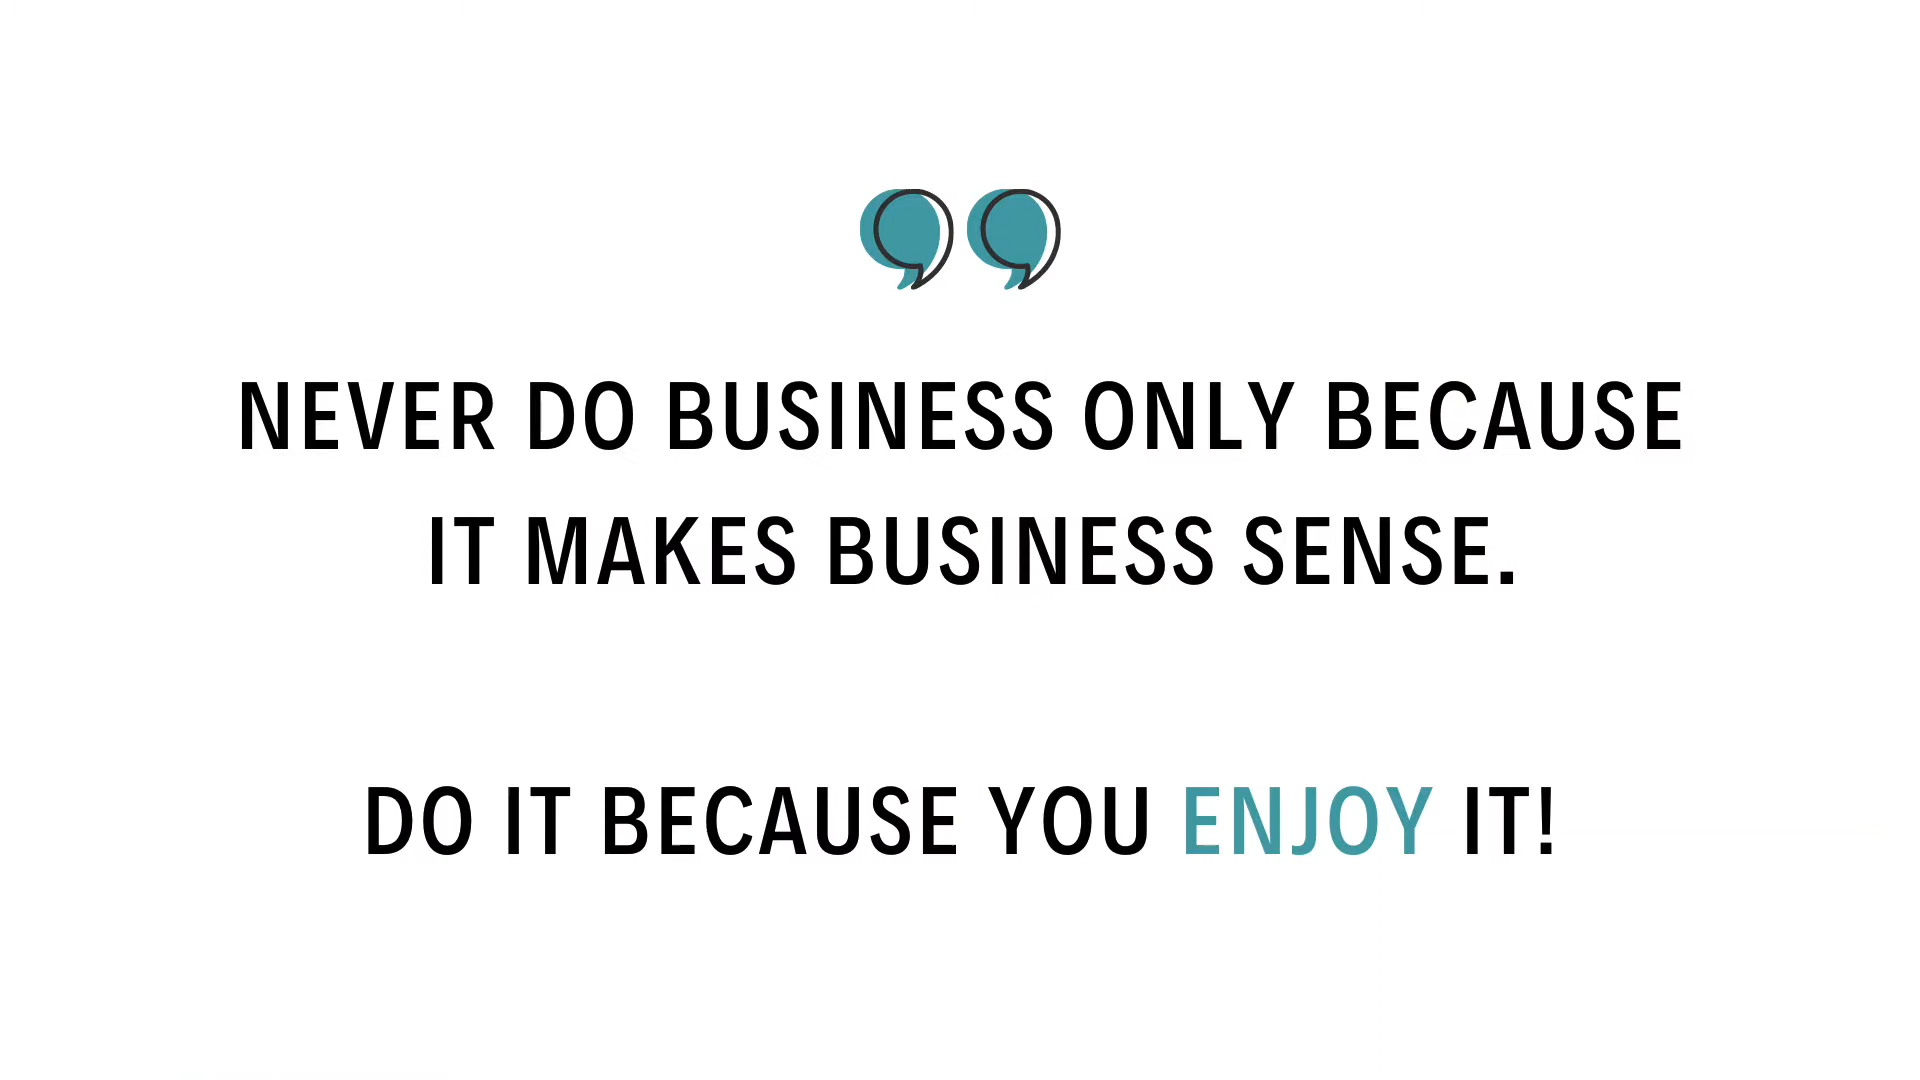 NEVER DO BUSINESS ONLY BECAUSE
IT MAKES BUSINESS SENSE.
DO IT BECAUSE YOU ENJOY IT!